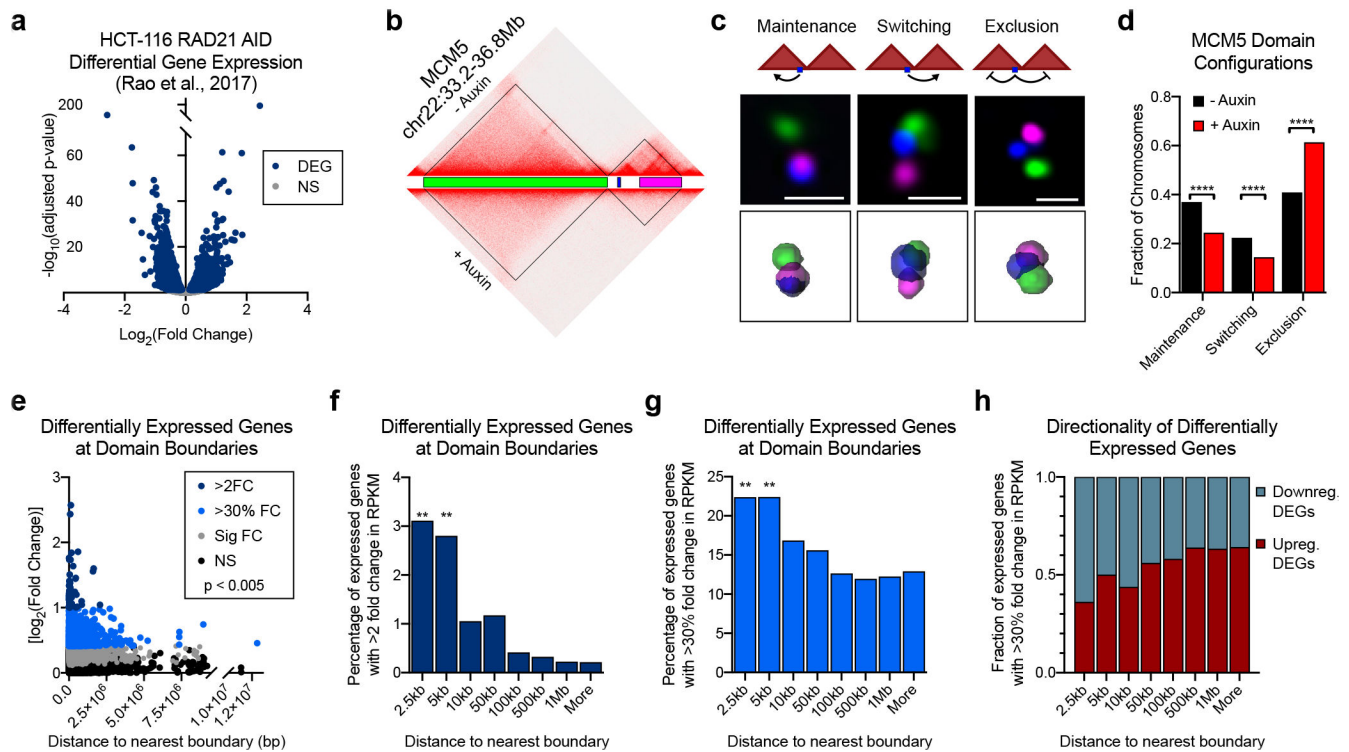 a
HCT-116 RAD21 AID
Differential Gene Expression
(Rao et al., 2017)
-log10(adjusted p-value)
200
60
40
20
-4
-2
0
2
4
Log2(Fold Change)
DEG
NS
b
MCM5
chr22:33.2-36.8Mb
- Auxin
+ Auxin
c
Maintenance
Switching
Exclusion
d
MCM5 Domain
Configurations
Fraction of Chromosomes
0.8
0.6
0.4
0.2
0.0
- Auxin
+ Auxin
****
****
****
Maintenance
Switching
Exclusion
e
Differentially Expressed Genes
at Domain Boundaries
[log2(Fold Change)]
3
2
1
0
>2FC
>30% FC
Sig FC
NS
p < 0.005
0.0
2.5×10⁶
5.0×10⁶
7.5×10⁶
1.0×10⁷
1.2×10⁷
Distance to nearest boundary (bp)
f
Differentially Expressed Genes
at Domain Boundaries
Percentage of expressed genes
with >2 fold change in RPKM
4
3
2
1
0
**
**
2.5kb
5kb
10kb
50kb
100kb
500kb
1Mb
More
Distance to nearest boundary
g
Differentially Expressed Genes
at Domain Boundaries
Percentage of expressed genes
with >30% fold change in RPKM
25
20
15
10
5
0
**
**
2.5kb
5kb
10kb
50kb
100kb
500kb
1Mb
More
Distance to nearest boundary
h
Directionality of Differentially
Expressed Genes
Fraction of expressed genes
with >30% fold change in RPKM
1.0
0.5
0.0
Downreg.
DEGs
Upreg.
DEGs
2.5kb
5kb
10kb
50kb
100kb
500kb
1Mb
More
Distance to nearest boundary